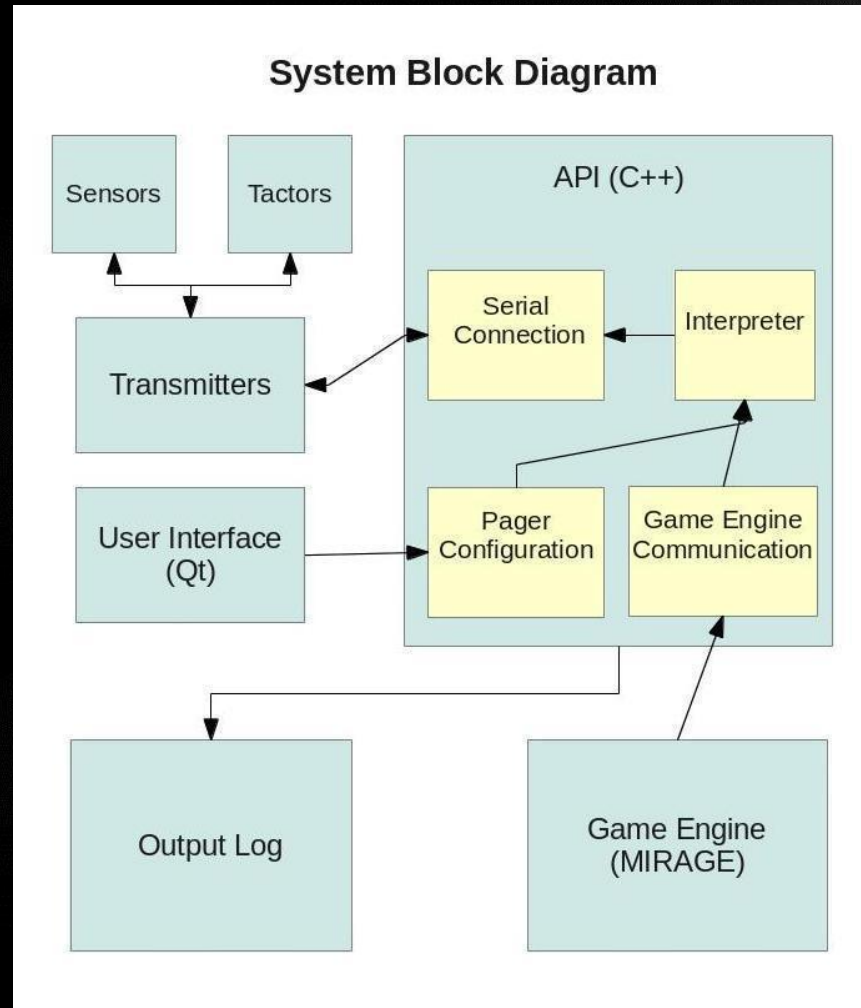 System Block Diagram
Sensors
Tactors
API (C++)
Serial
Connection
Interpreter
Transmitters
User Interface
(Qt)
Pager
Configuration
Game Engine
Communication
Output Log
Game Engine
(MIRAGE)